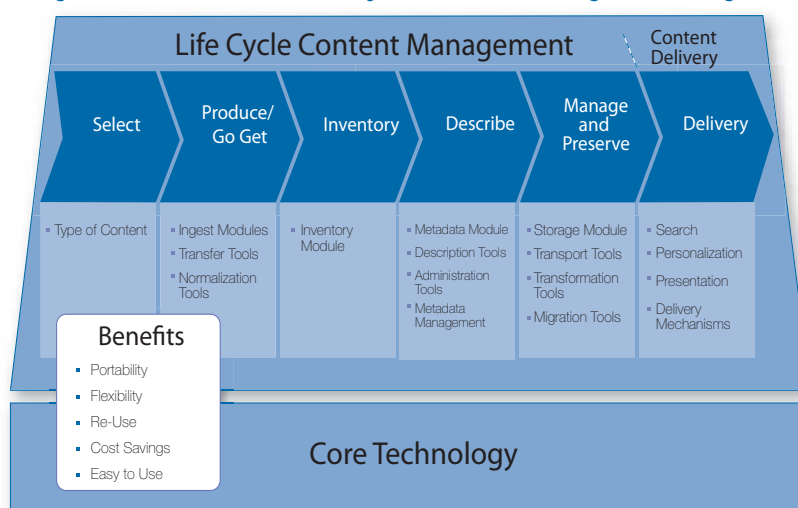 Life Cycle Content Management
Content
Delivery
Select
Produce/
Go Get
Inventory
Describe
Manage
and
Preserve
Delivery
▪ Type of Content
▪ Ingest Modules
▪ Transfer Tools
▪ Normalization
Tools
▪ Inventory
Module
▪ Metadata Module
▪ Description Tools
▪ Administration
Tools
▪ Metadata
Management
▪ Storage Module
▪ Transport Tools
▪ Transformation
Tools
▪ Migration Tools
▪ Search
▪ Personalization
▪ Presentation
▪ Delivery
Mechanisms
Benefits
▪ Portability
▪ Flexibility
▪ Re-Use
▪ Cost Savings
▪ Easy to Use
Core Technology